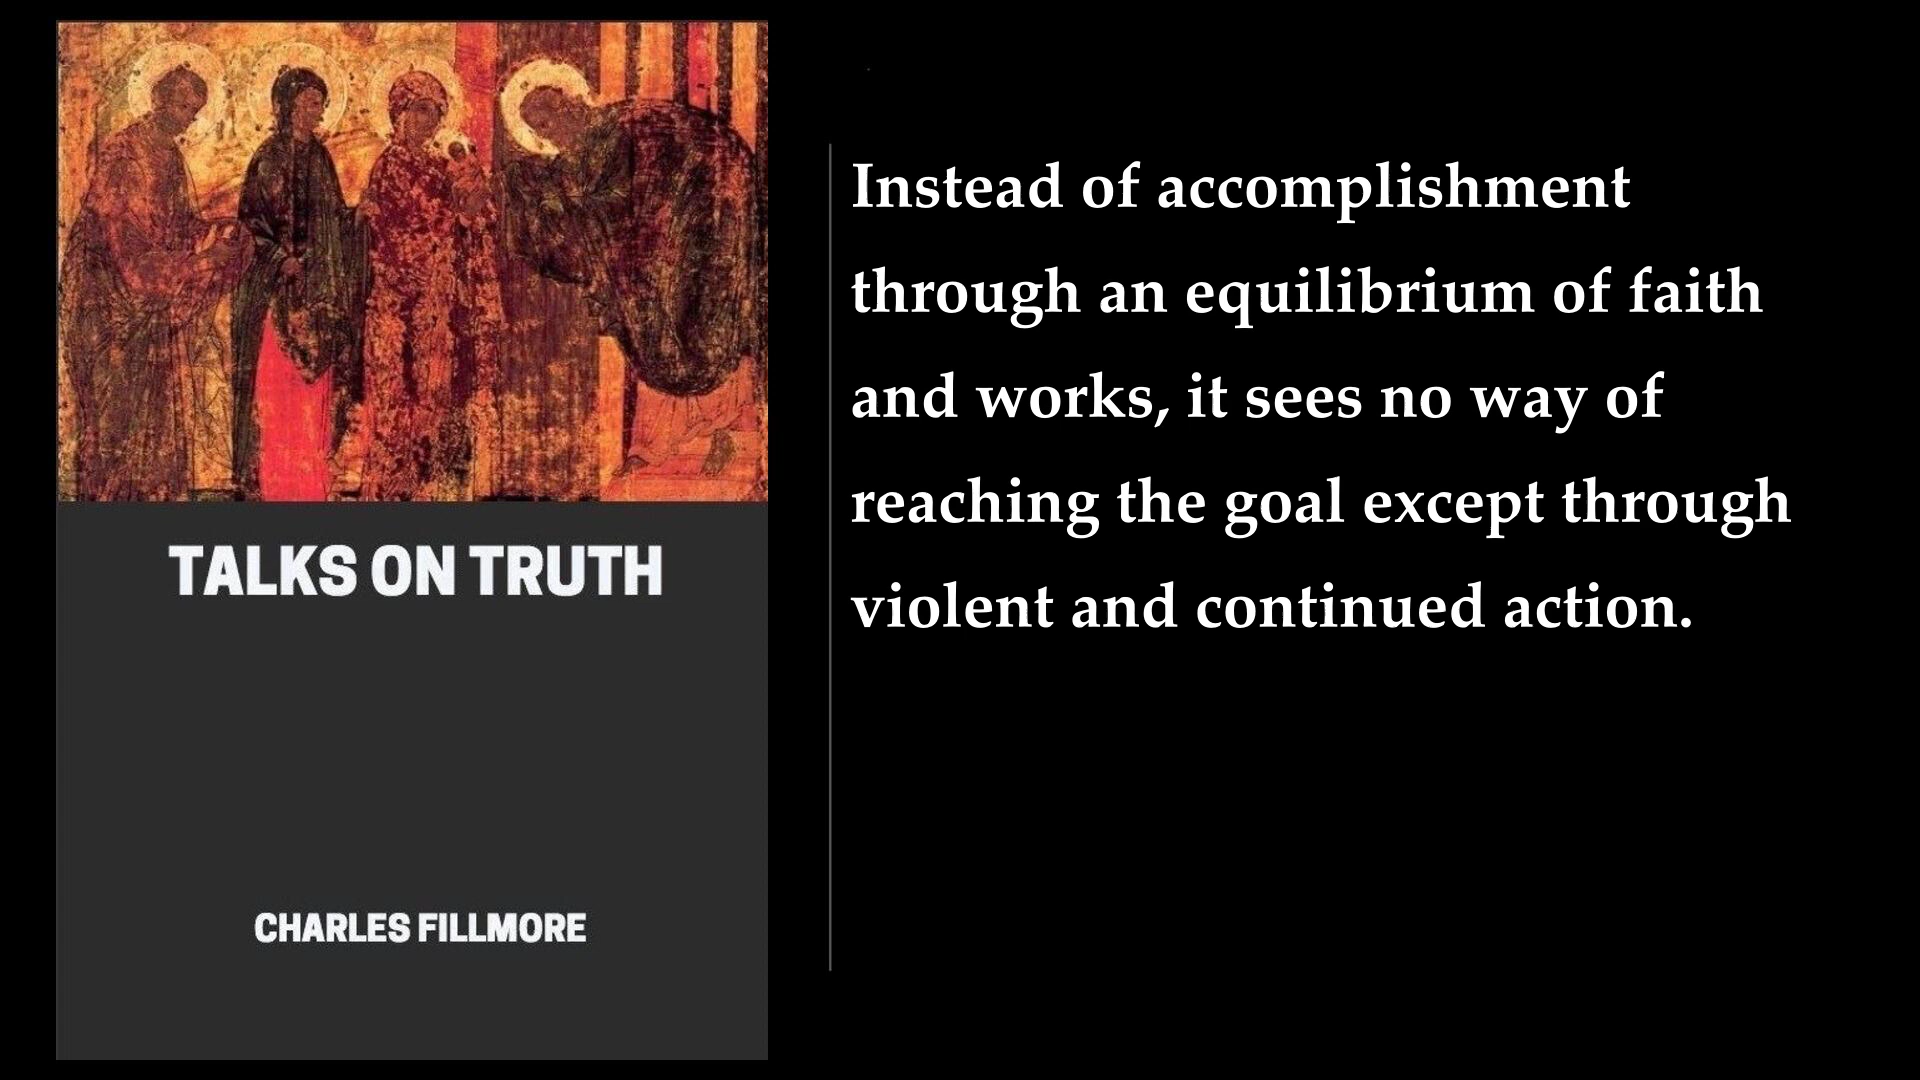 TALKS ON TRUTH
CHARLES FILLMORE
Instead of accomplishment
through an equilibrium of faith
and works, it sees no way of
reaching the goal except through
violent and continued action.